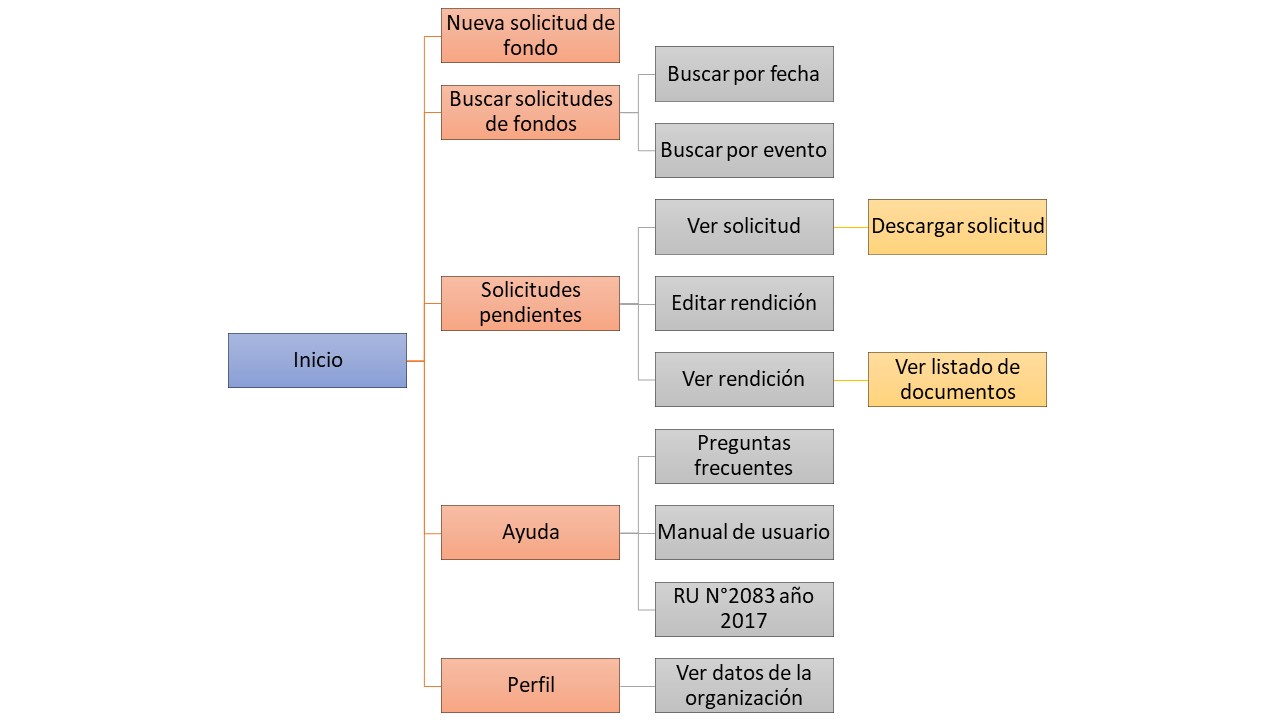 Nueva solicitud de
fondo
Buscar solicitudes
de fondos
Buscar por fecha
Buscar por evento
Solicitudes
pendientes
Ver solicitud
Descargar solicitud
Editar rendición
Ver rendición
Ver listado de
documentos
Inicio
Ayuda
Preguntas
frecuentes
Manual de usuario
RU N°2083 año
2017
Perfil
Ver datos de la
organización